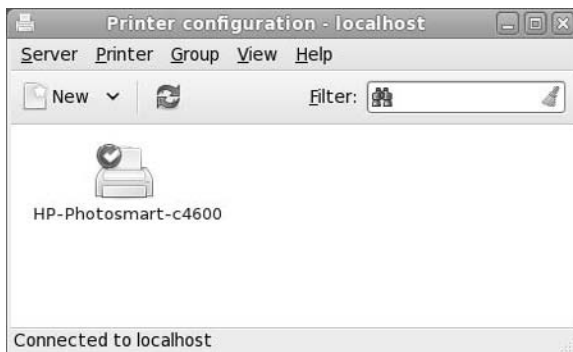 Printer configuration - localhost
Server Printer Group View Help
New Filter:
HP-Photosmart-c4600
Connected to localhost